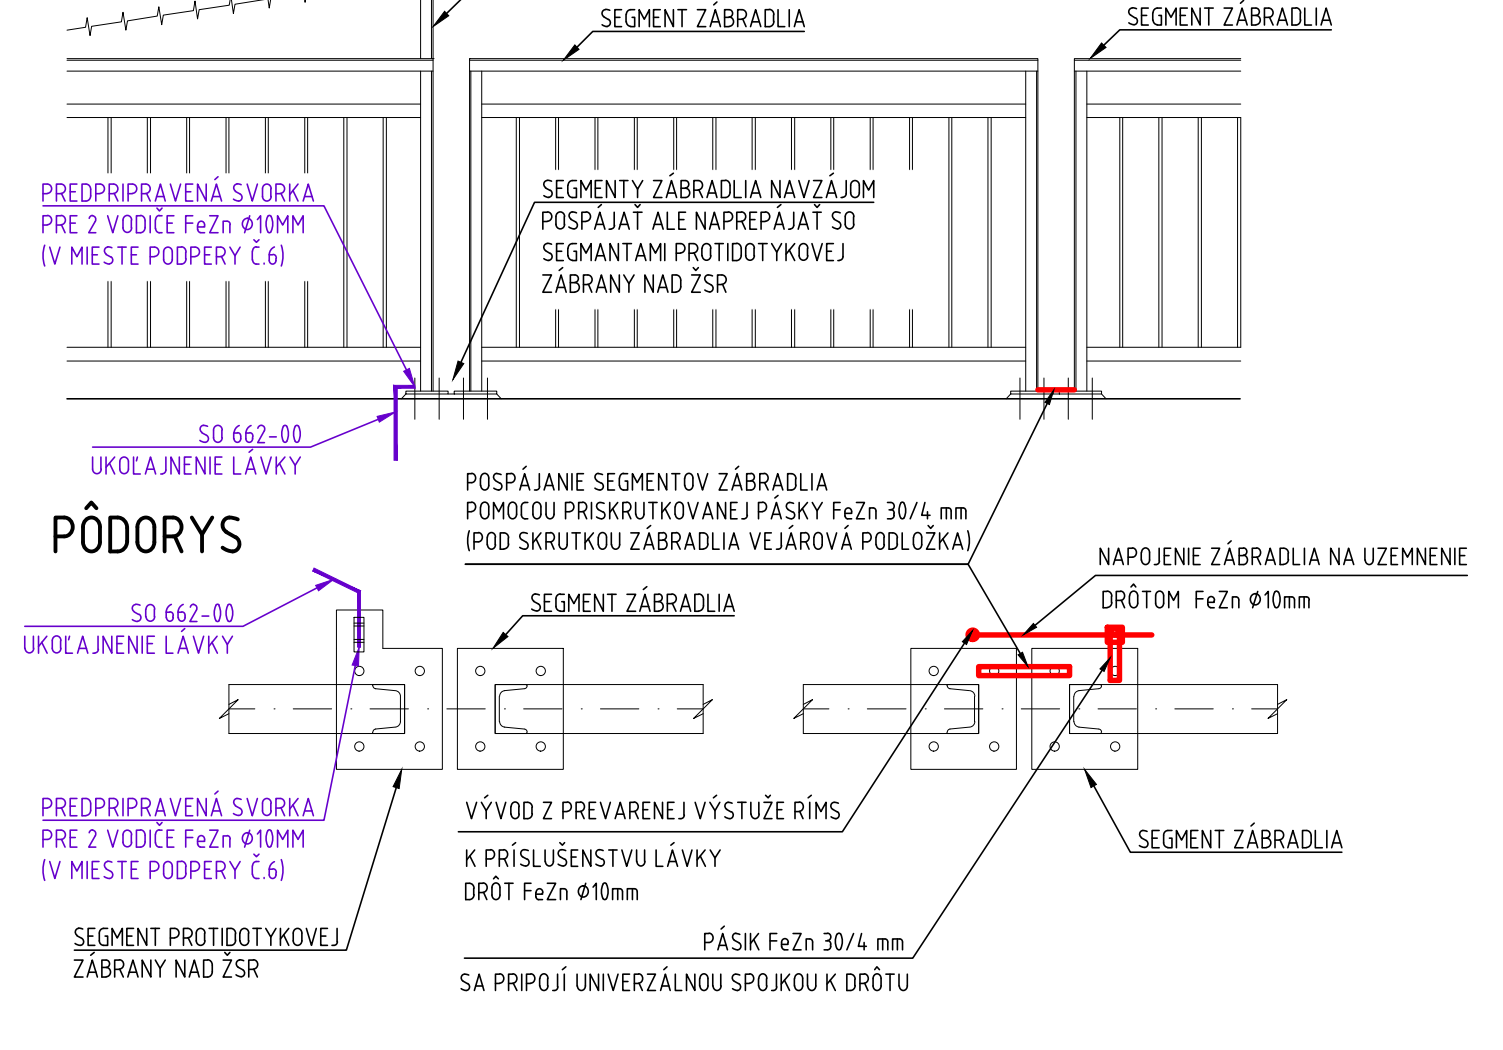 SEGMENT ZÁBRADLIA
SEGMENT ZÁBRADLIA
PREDPRIPRAVENÁ SVORKA
PRE 2 VODIČE FeZn Ø10MM
(V MIESTE PODPERY Č.6)
SEGMENTY ZÁBRADLIA NAVZÁJOM
POSPÁJAŤ ALE NAPREPÁJAŤ SO
SEGMANTAMI PROTIDOTYKOVEJ
ZÁBRANY NAD ŽSR
SO 662-00
UKOĽAJNENIE LÁVKY
POSPÁJANIE SEGMENTOV ZÁBRADLIA
POMOCOU PRISKRUTKOVANEJ PÁSKY FeZn 30/4 mm
(POD SKRUTKOU ZÁBRADLIA VEJÁROVÁ PODLOŽKA)
PÔDORYS
NAPOJENIE ZÁBRADLIA NA UZEMNENIE
DRÔTOM FeZn Ø10mm
SO 662-00
UKOĽAJNENIE LÁVKY
SEGMENT ZÁBRADLIA
PREDPRIPRAVENÁ SVORKA
PRE 2 VODIČE FeZn Ø10MM
(V MIESTE PODPERY Č.6)
VÝVOD Z PREVARENEJ VÝSTUŽE RÍMS
K PRÍSLUŠENSTVU LÁVKY
DRÔT FeZn Ø10mm
SEGMENT ZÁBRADLIA
SEGMENT PROTIDOTYKOVEJ
ZÁBRANY NAD ŽSR
PÁSIK FeZn 30/4 mm
SA PRIPOJÍ UNIVERZÁLNOU SPOJKOU K DRÔTU